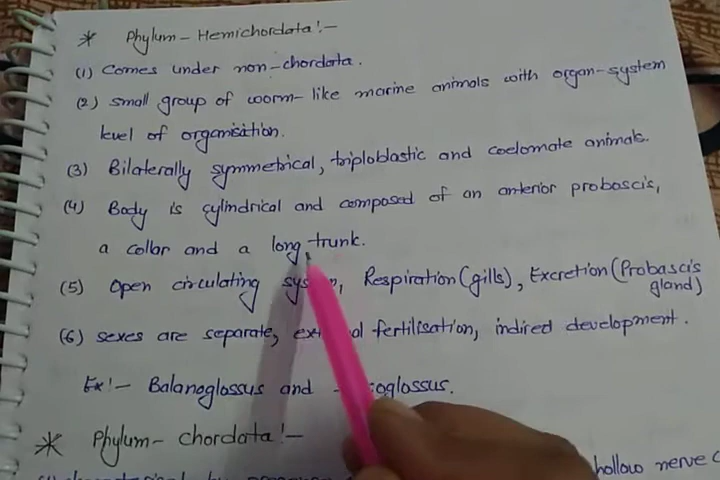 * Phylum - Hemichordata :-
(1) Comes under non-chordata.
(2) small group of worm-like marine animals with organ-system
level of organisation.
(3) Bilaterally symmetrical, triploblastic and coelomate animals.
(4) Body is cylindrical and composed of an anterior proboscis,
a collar and a long trunk.
(5) Open circulating Respiration (gills), Excretion (Proboscis
gland)
(6) sexes are separate, fertilisation, indirect development.
Ex :- Balanoglossus and
* Phylum - chordata :-
hollow nerve